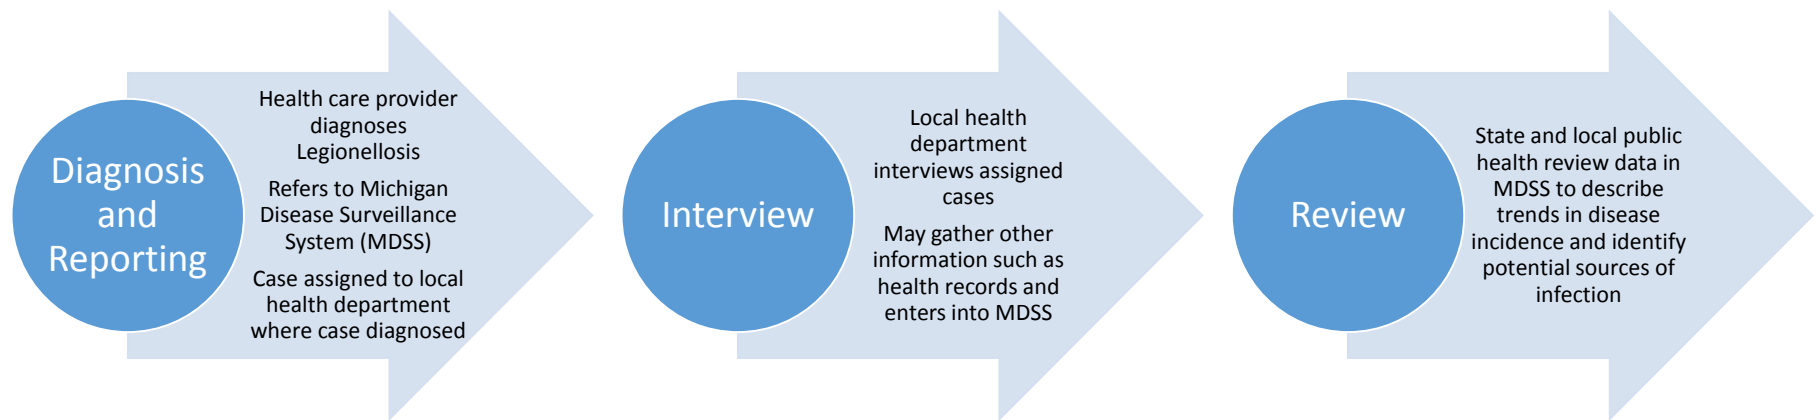 Diagnosis
and
Reporting
Health care provider
diagnoses
Legionellosis
Refers to Michigan
Disease Surveillance
System (MDSS)
Case assigned to local
health department
where case diagnosed
Interview
Local health
department
interviews assigned
cases
May gather other
information such as
health records and
enters into MDSS
Review
State and local public
health review data in
MDSS to describe
trends in disease
incidence and identify
potential sources of
infection